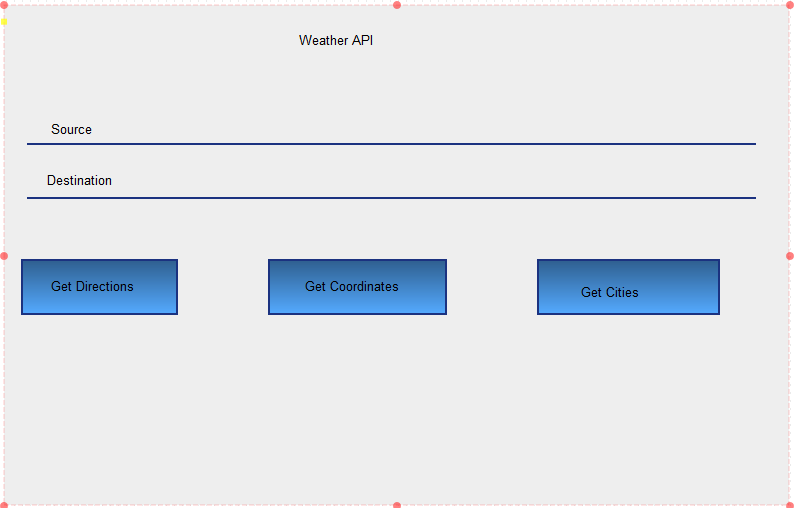 Weather API
Source
Destination
Get Directions
Get Coordinates
Get Cities